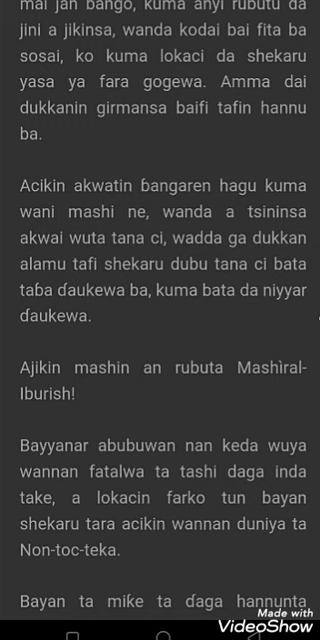 mai jan bango, kuma anyi rubutu da
jini a jikinsa, wanda kodai bai fita ba
sosai, ko kuma lokaci da shekaru
yasa ya fara gogewa. Amma dai
dukkanin girmansa baifi tafin hannu
ba.
Acikin akwatin ɓangaren hagu kuma
wani mashi ne, wanda a tsininsa
akwai wuta tana ci, wadda ga dukkan
alamu tafi shekaru dubu tana ci bata
taɓa ɗaukewa ba, kuma bata da niyyar
ɗaukewa.
Ajikin mashin an rubuta Mashìral-
Iburish!
Bayyanar abubuwan nan keda wuya
wannan fatalwa ta tashi daga inda
take, a lokacin farko tun bayan
shekaru tara acikin wannan duniya ta
Non-toc-teka.
Bayan ta miƙe ta ɗaga hannunta
Made with
VideoShow